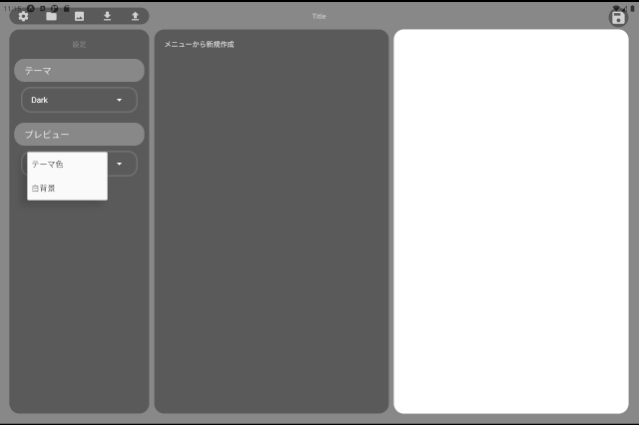 11:15
Title
設定
メニューから新規作成
テーマ
Dark
プレビュー
テーマ色
白背景